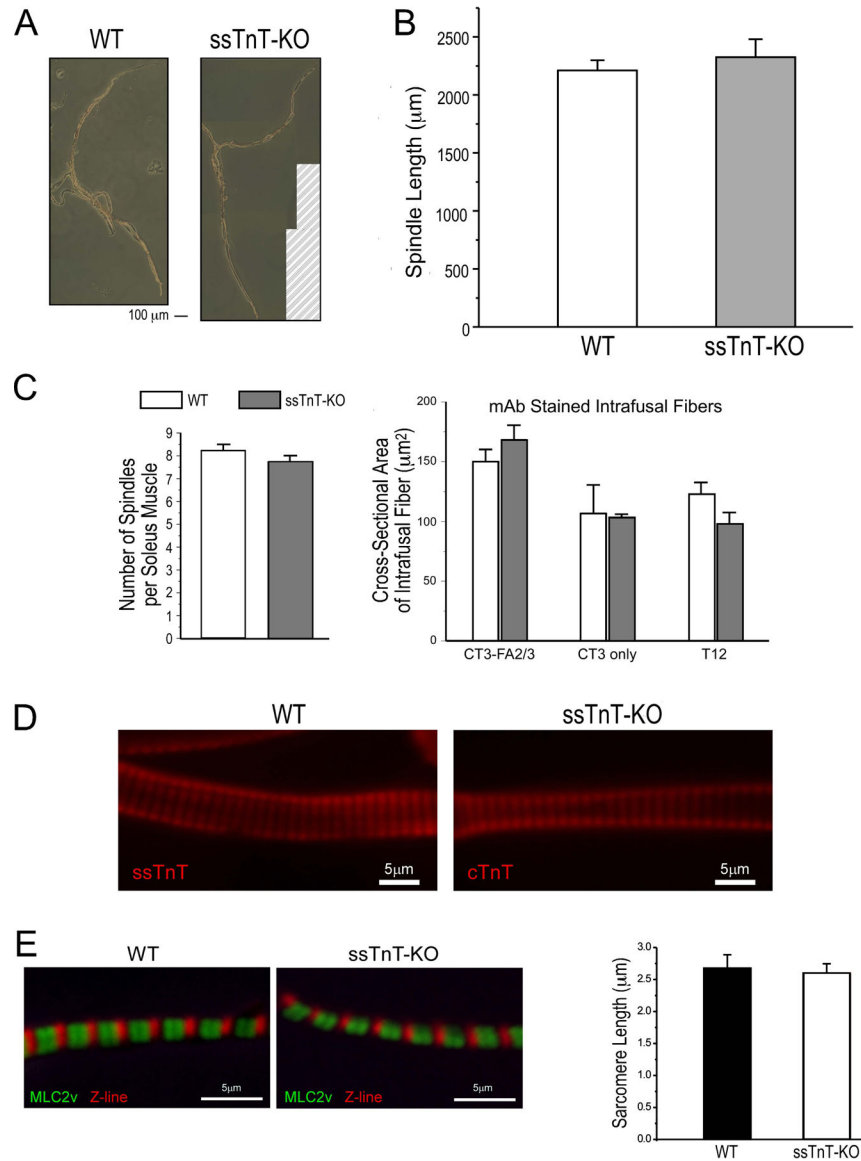 A
WT
ssTnT-KO
100 μm
B
Spindle Length (μm)
2500
2000
1500
1000
500
0
WT
ssTnT-KO
C
WT
ssTnT-KO
Number of Spindles
per Soleus Muscle
9
8
7
6
5
4
3
2
1
0
mAb Stained Intrafusal Fibers
Cross-Sectional Area
of Intrafusal Fiber (μm²)
200
150
100
50
0
CT3-FA2/3
CT3 only
T12
D
WT
ssTnT-KO
ssTnT
5μm
cTnT
5μm
E
WT
ssTnT-KO
MLC2v Z-line
5μm
MLC2v Z-line
5μm
Sarcomere Length (μm)
3.0
2.5
2.0
1.5
1.0
0.5
0.0
WT
ssTnT-KO